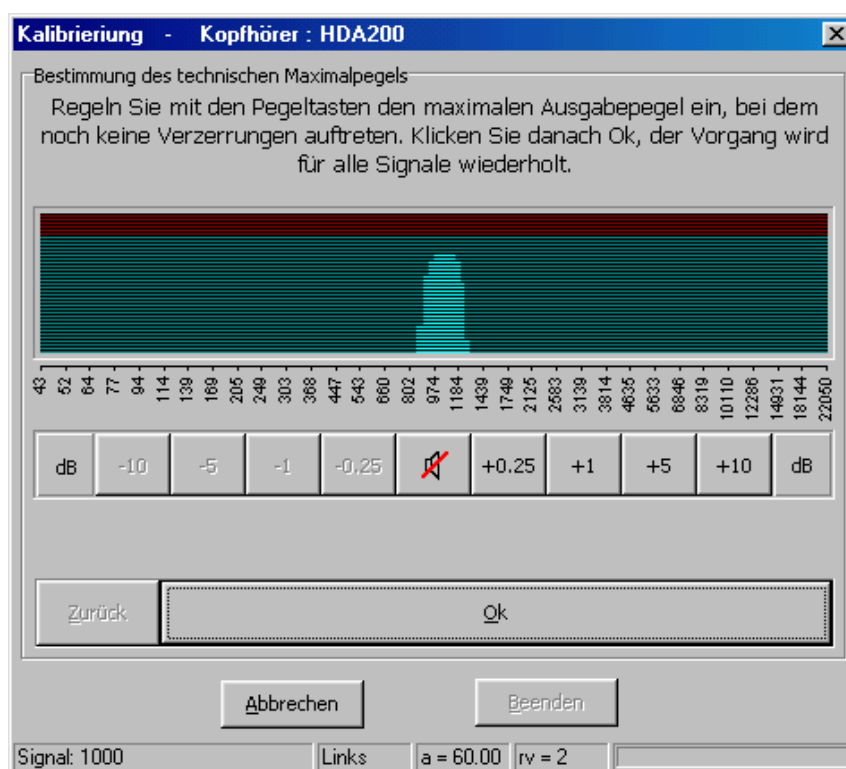 Kalibrieriung - Kopfhörer : HDA200
Bestimmung des technischen Maximalpegels
Regeln Sie mit den Pegeltasten den maximalen Ausgabepegel ein, bei dem
noch keine Verzerrungen auftreten. Klicken Sie danach Ok, der Vorgang wird
für alle Signale wiederholt.
43 52 64 77 94 114 139 169 205 249 303 368 447 543 660 802 974 1184 1439 1749 2125 2583 3139 3814 4635 5633 6846 8319 10110 12286 14931 18144 22050
dB -10 -5 -1 -0,25 +0,25 +1 +5 +10 dB
Zurück Ok
Abbrechen Beenden
Signal: 1000 Links a = 60.00 rv = 2